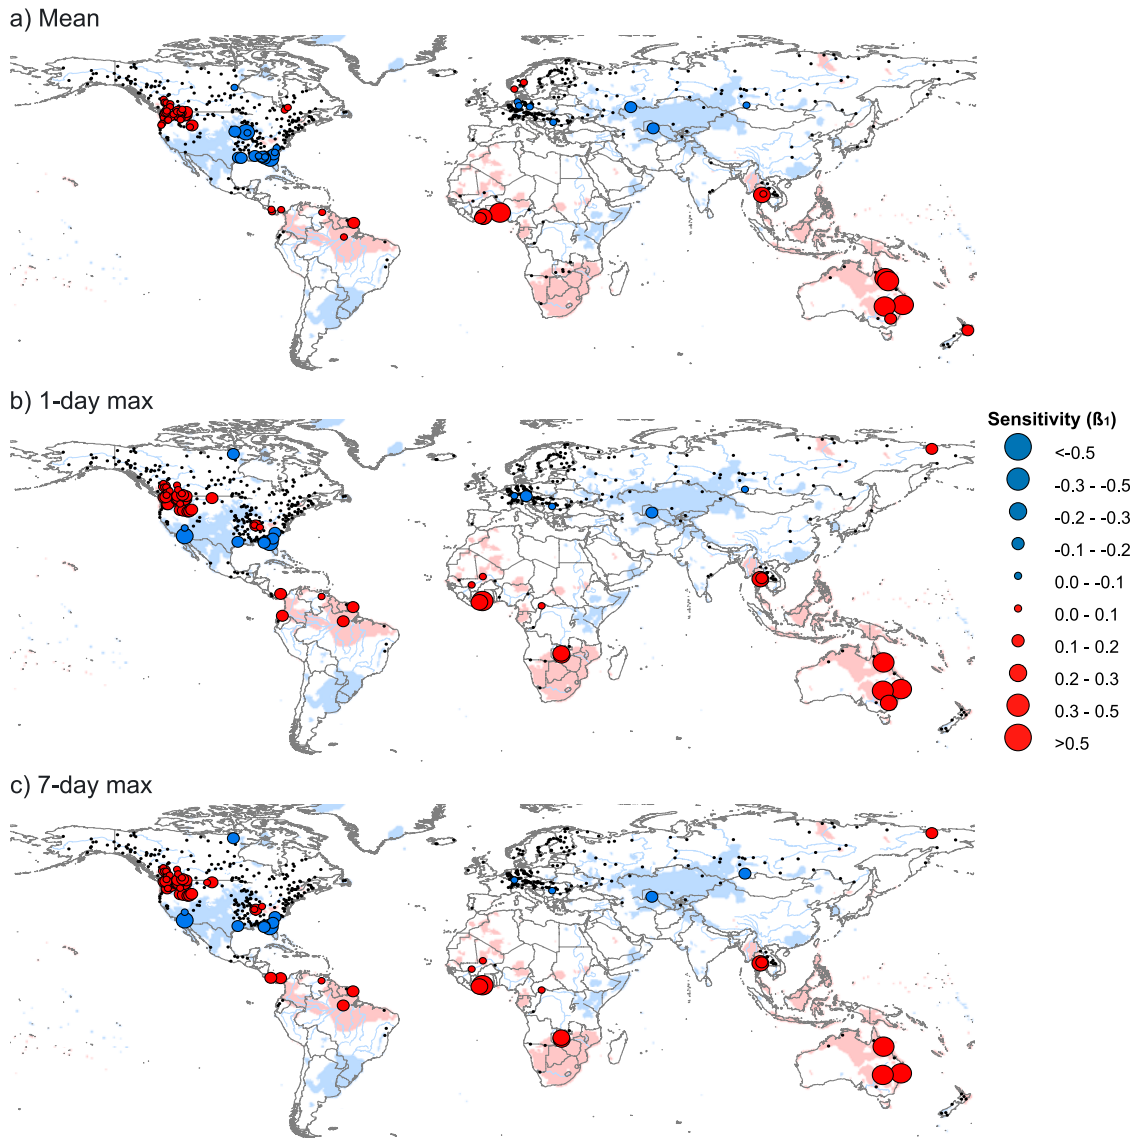 a) Mean
b) 1-day max
Sensitivity (ß₁)
<-0.5
-0.3 - -0.5
-0.2 - -0.3
-0.1 - -0.2
0.0 - -0.1
0.0 - 0.1
0.1 - 0.2
0.2 - 0.3
0.3 - 0.5
>0.5
c) 7-day max